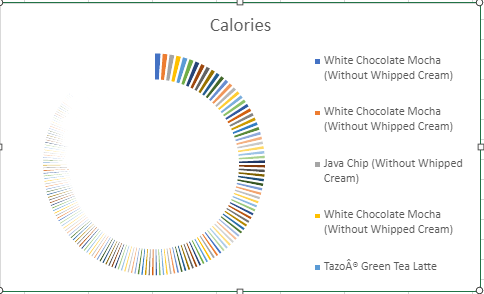 Calories
White Chocolate Mocha
(Without Whipped Cream)
White Chocolate Mocha
(Without Whipped Cream)
Java Chip (Without Whipped
Cream)
White Chocolate Mocha
(Without Whipped Cream)
TazoÂ® Green Tea Latte